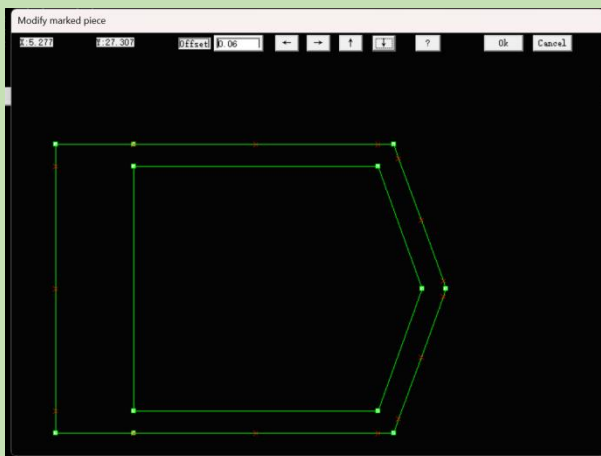 Modify marked piece
X:5.277 Y:27.307 Offset 0.06 ← → ↑ ↓ ? Ok Cancel